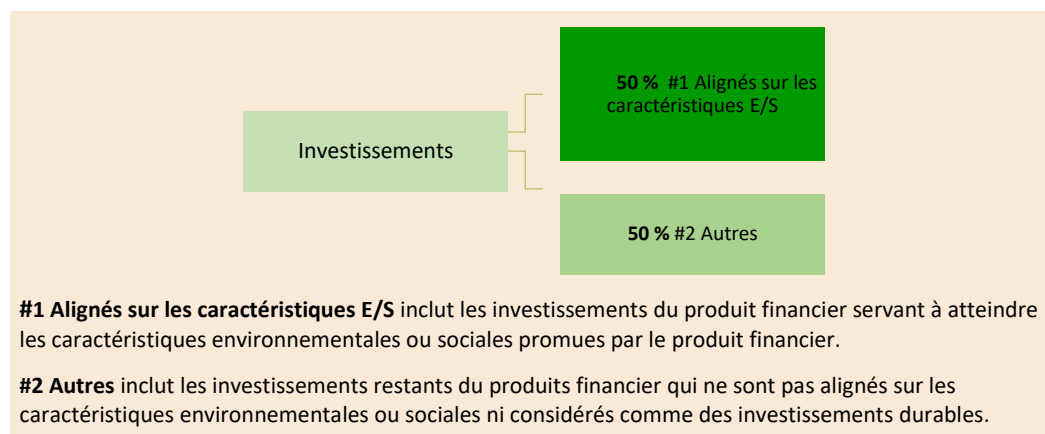 50 % #1 Alignés sur les
caractéristiques E/S
Investissements
50 % #2 Autres
#1 Alignés sur les caractéristiques E/S inclut les investissements du produit financier servant à atteindre
les caractéristiques environnementales ou sociales promues par le produit financier.
#2 Autres inclut les investissements restants du produits financier qui ne sont pas alignés sur les
caractéristiques environnementales ou sociales ni considérés comme des investissements durables.